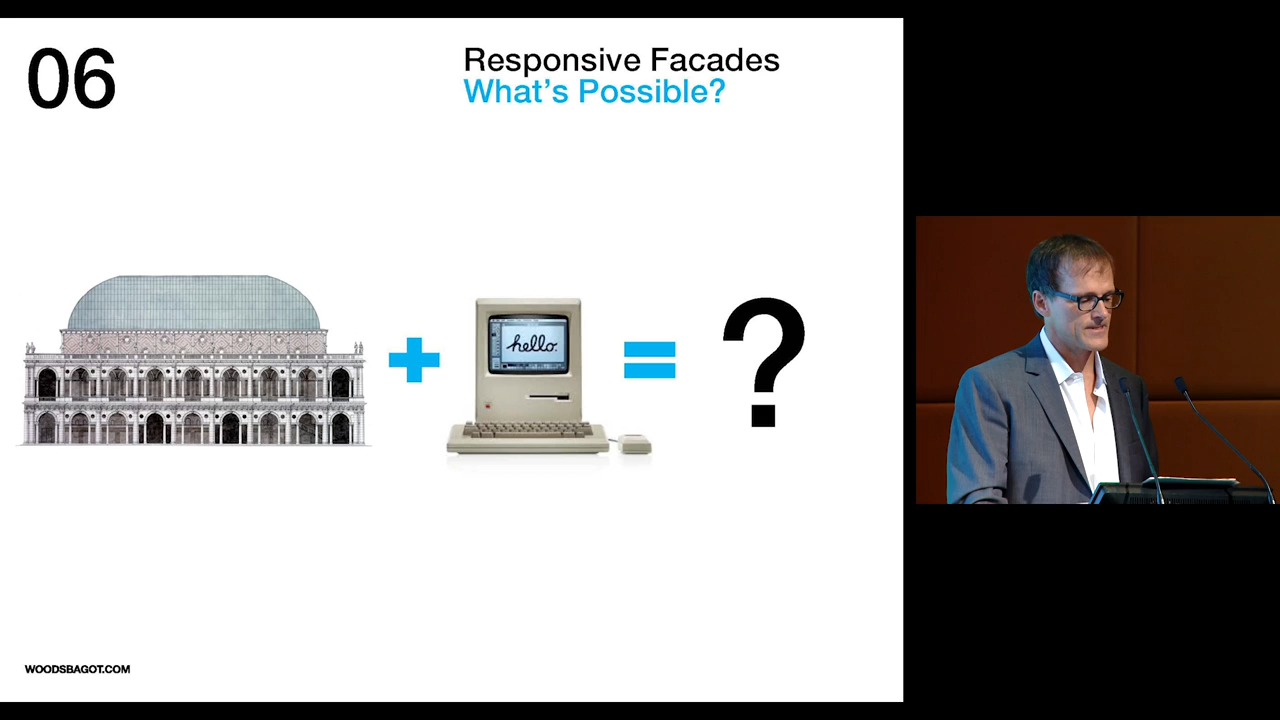 06
Responsive Facades
What's Possible?
+
hello.
=
?
WOODSBAGOT.COM